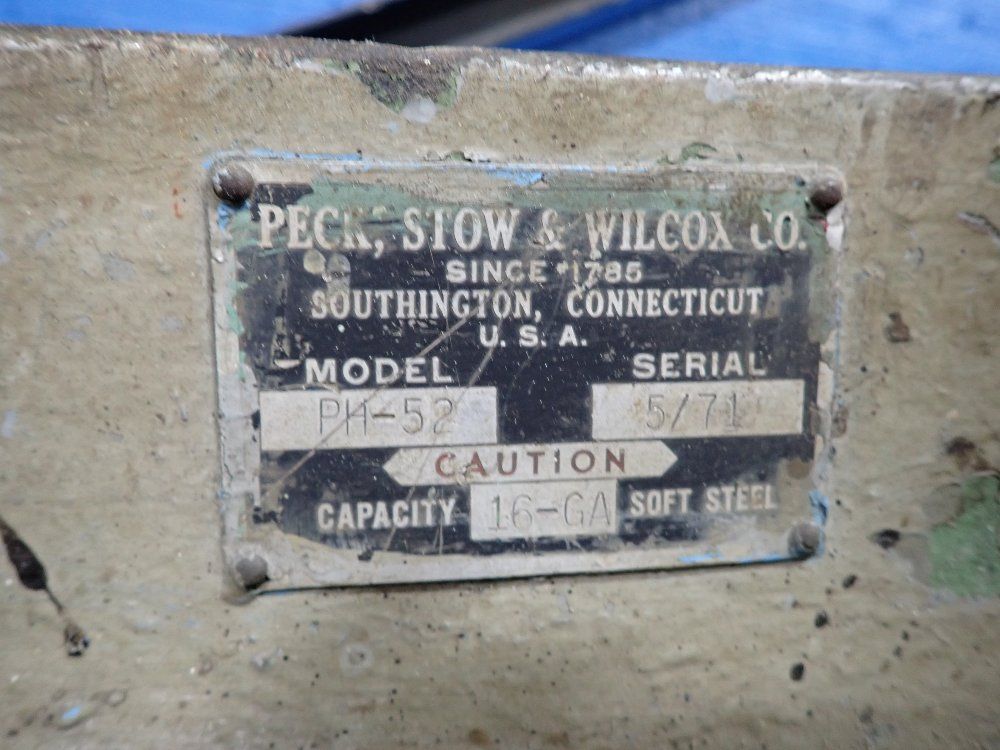 PECK, STOW & WILCOX CO.
SINCE 1785
SOUTHINGTON, CONNECTICUT
U. S. A.
MODEL SERIAL
PH-52 5/71
CAUTION
CAPACITY 16-GA SOFT STEEL